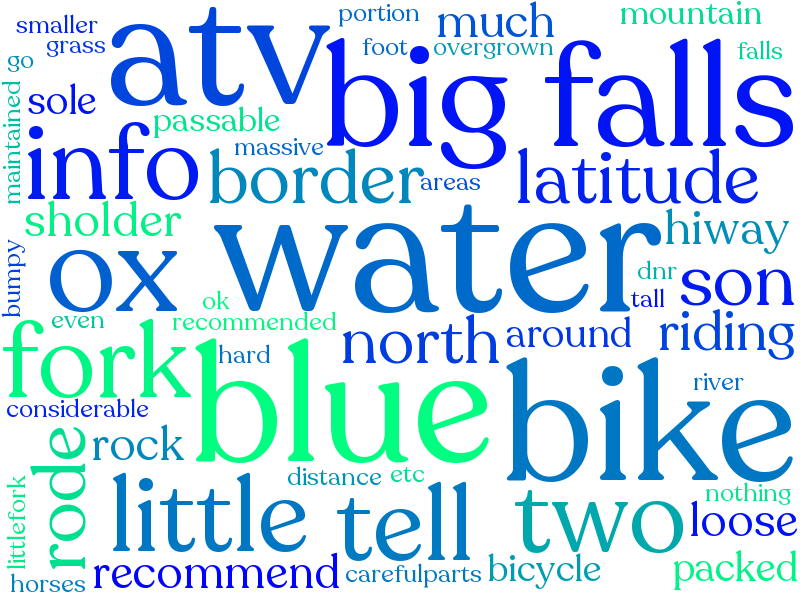 smaller
grass
go
atv
portion
foot
much
overgrown
mountain
falls
big falls
maintained
sole
passable
info
massive
border
areas
latitude
sholder
water
hiway
bumpy
ox
dnr
tall
son
ok
even
recommended
north
around
riding
fork
hard
blue
bike
river
considerable
rode
rock
little
distance
etc
tell
two
nothing
loose
littlefork
horses
recommend
carefulparts
bicycle
packed